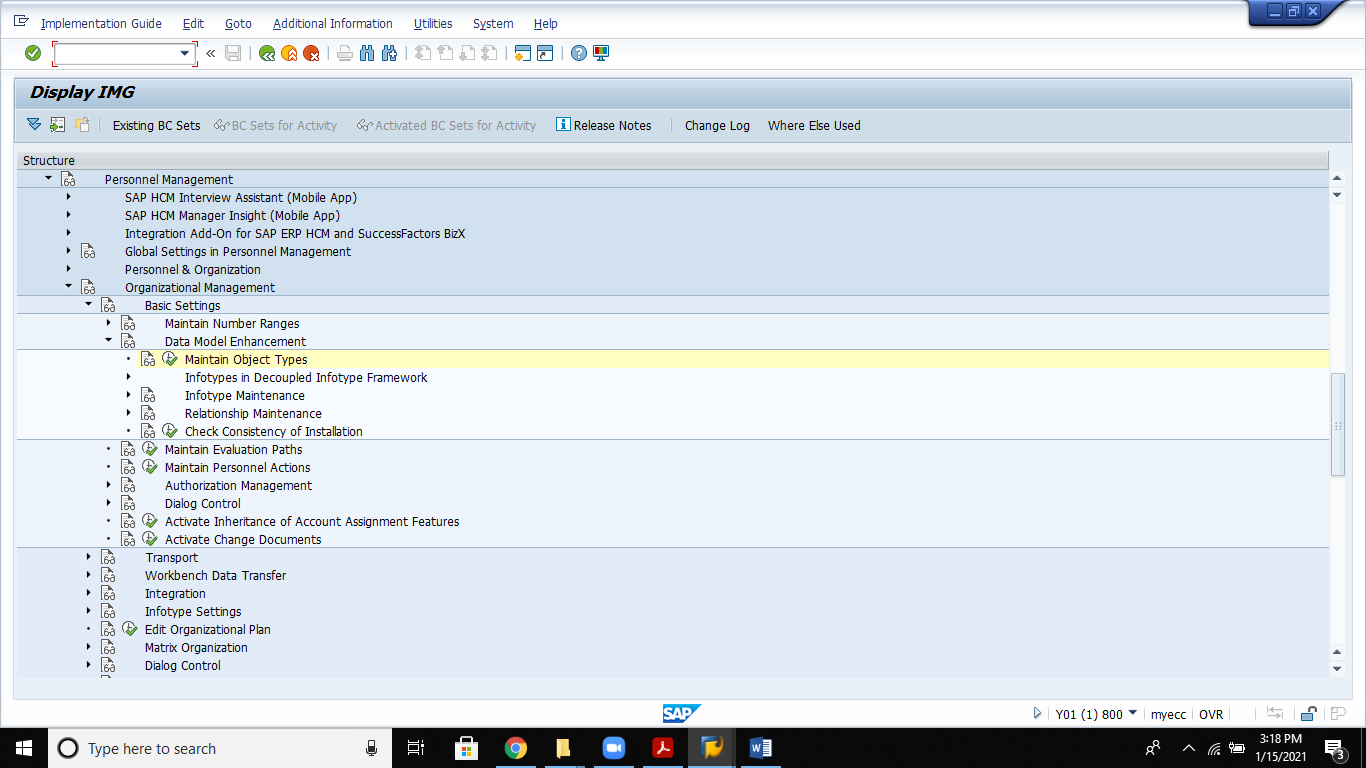 Implementation Guide Edit Goto Additional Information Utilities System Help
Display IMG
Existing BC Sets BC Sets for Activity Activated BC Sets for Activity Release Notes Change Log Where Else Used
Structure
Personnel Management
SAP HCM Interview Assistant (Mobile App)
SAP HCM Manager Insight (Mobile App)
Integration Add-On for SAP ERP HCM and SuccessFactors BizX
Global Settings in Personnel Management
Personnel & Organization
Organizational Management
Basic Settings
Maintain Number Ranges
Data Model Enhancement
Maintain Object Types
Infotypes in Decoupled Infotype Framework
Infotype Maintenance
Relationship Maintenance
Check Consistency of Installation
Maintain Evaluation Paths
Maintain Personnel Actions
Authorization Management
Dialog Control
Activate Inheritance of Account Assignment Features
Activate Change Documents
Transport
Workbench Data Transfer
Integration
Infotype Settings
Edit Organizational Plan
Matrix Organization
Dialog Control
SAP Y01 (1) 800 myecc OVR
Type here to search
3:18 PM
1/15/2021
3